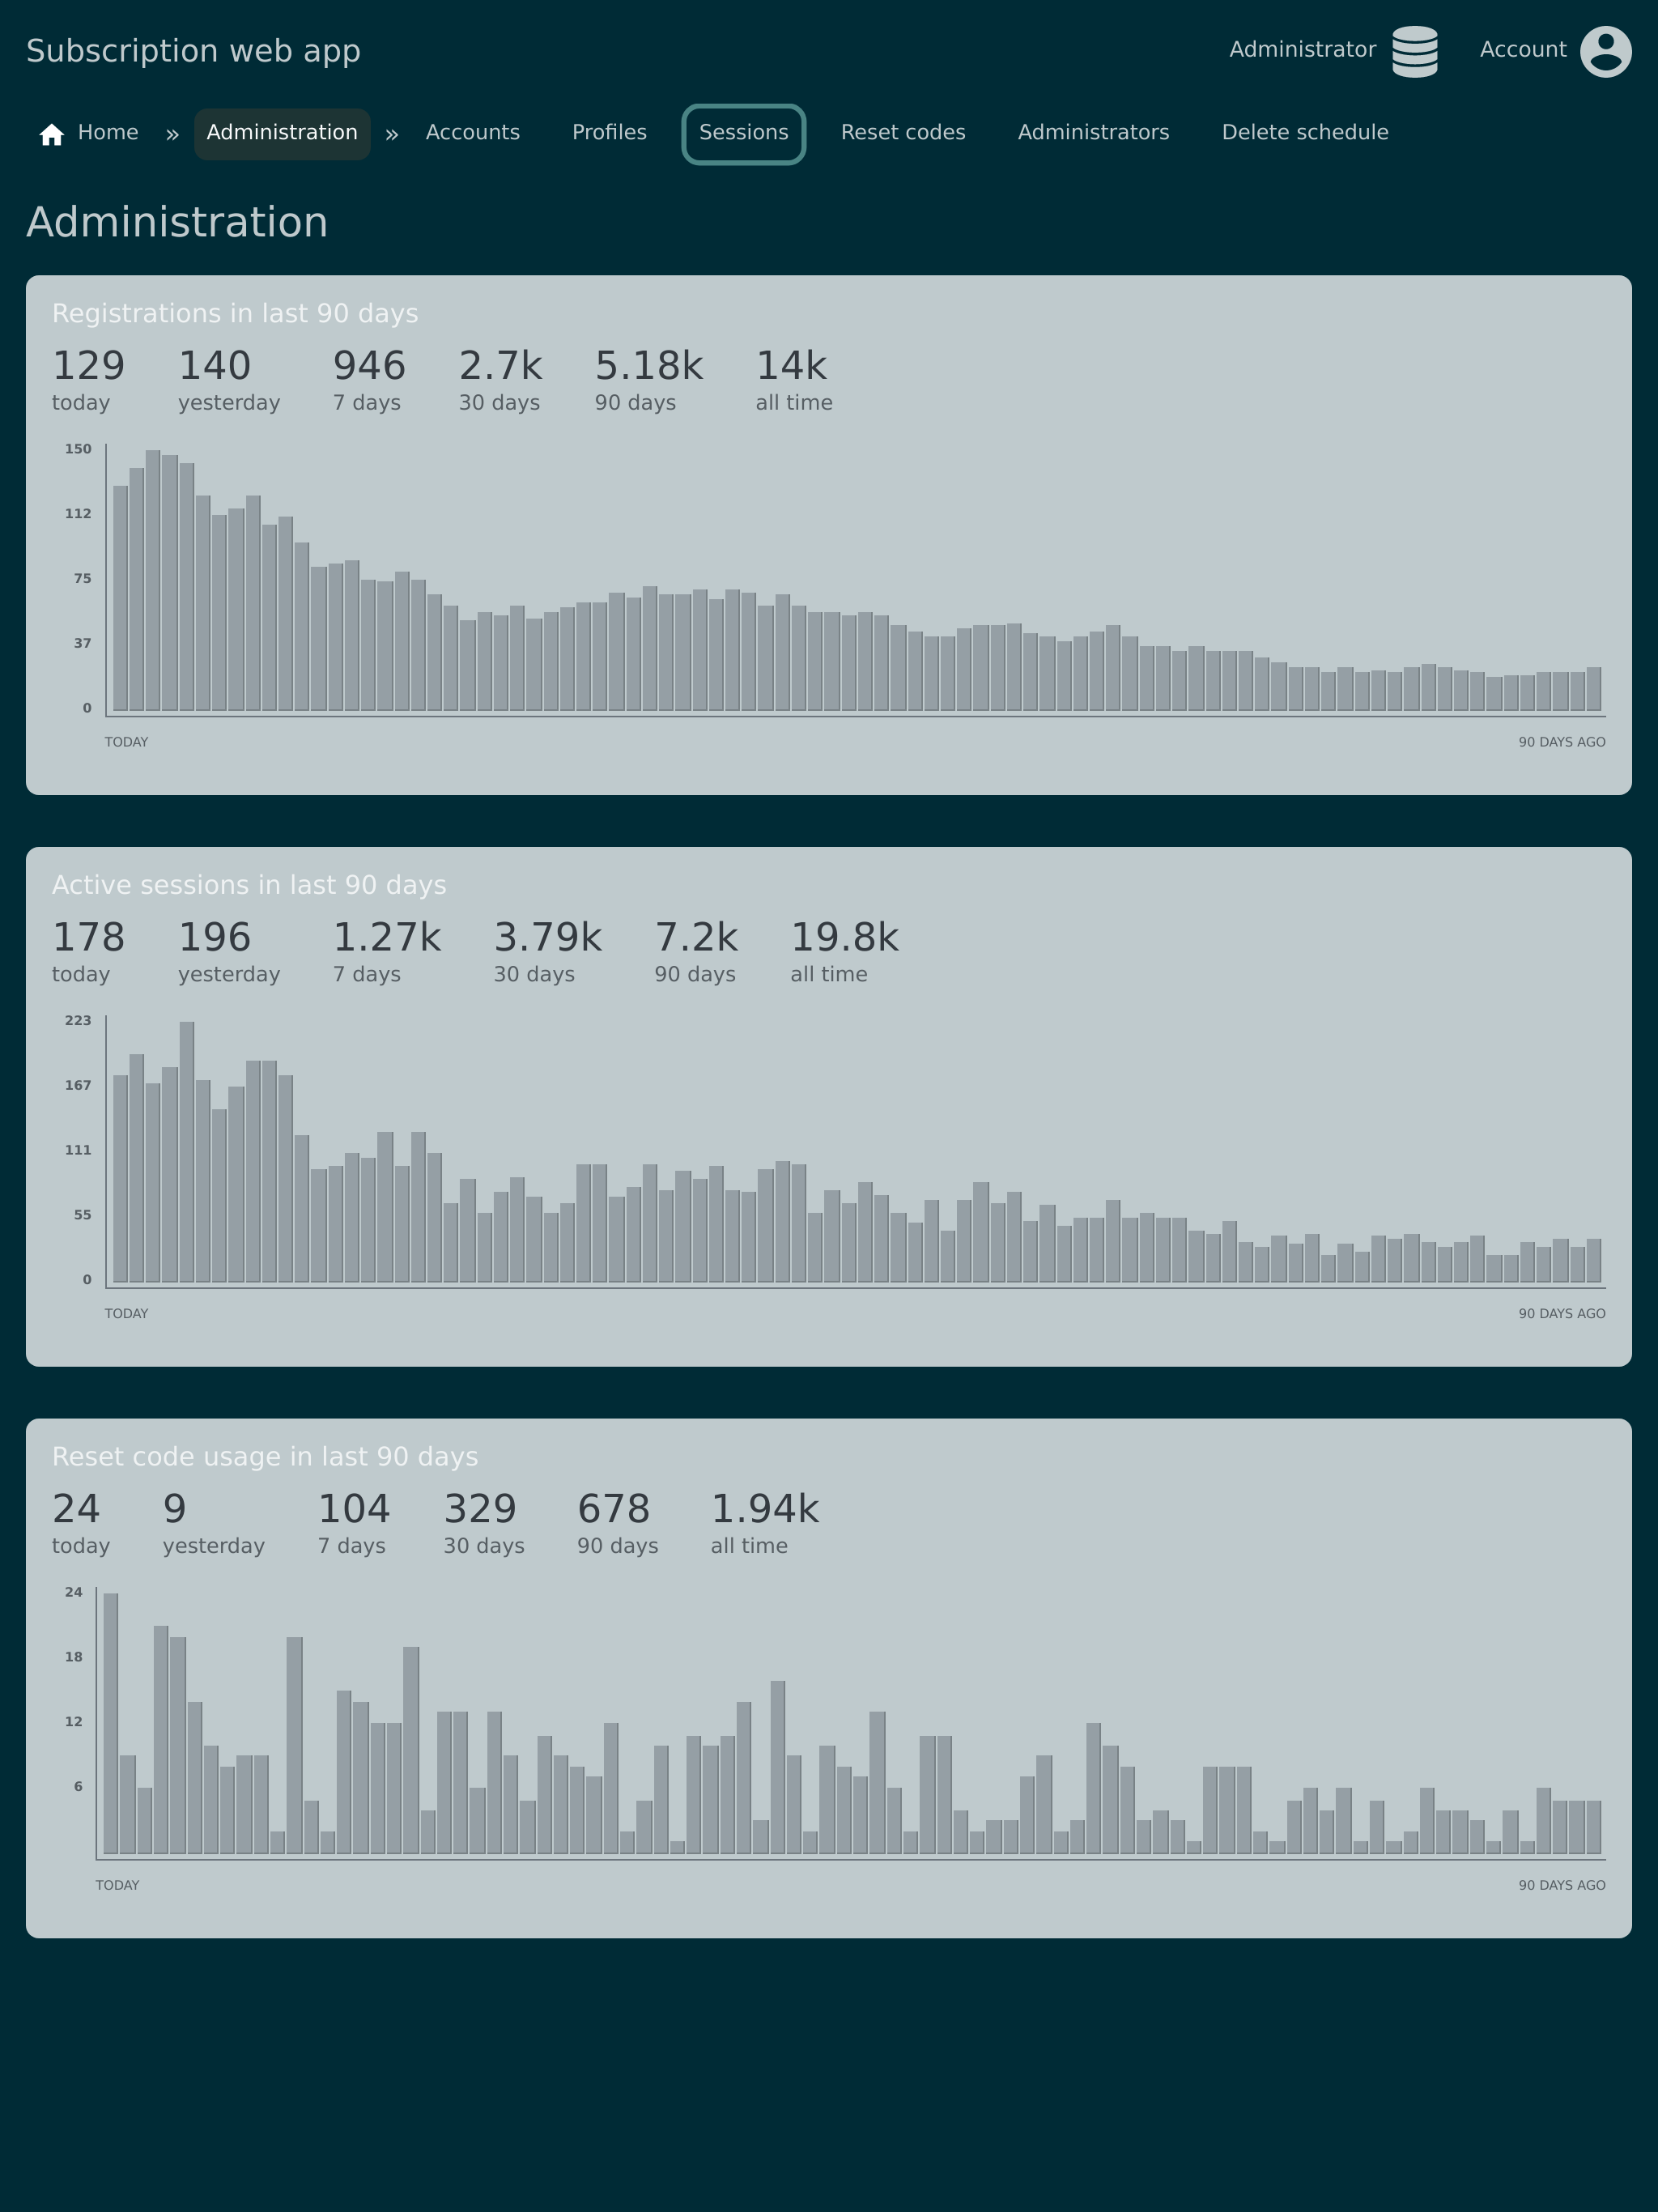 Subscription web app
Administrator
Account
Home » Administration » Accounts Profiles Sessions Reset codes Administrators Delete schedule
Administration
Registrations in last 90 days
129 140 946 2.7k 5.18k 14k
today yesterday 7 days 30 days 90 days all time
150
112
75
37
0
TODAY 90 DAYS AGO
Active sessions in last 90 days
178 196 1.27k 3.79k 7.2k 19.8k
today yesterday 7 days 30 days 90 days all time
223
167
111
55
0
TODAY 90 DAYS AGO
Reset code usage in last 90 days
24 9 104 329 678 1.94k
today yesterday 7 days 30 days 90 days all time
24
18
12
6
TODAY 90 DAYS AGO